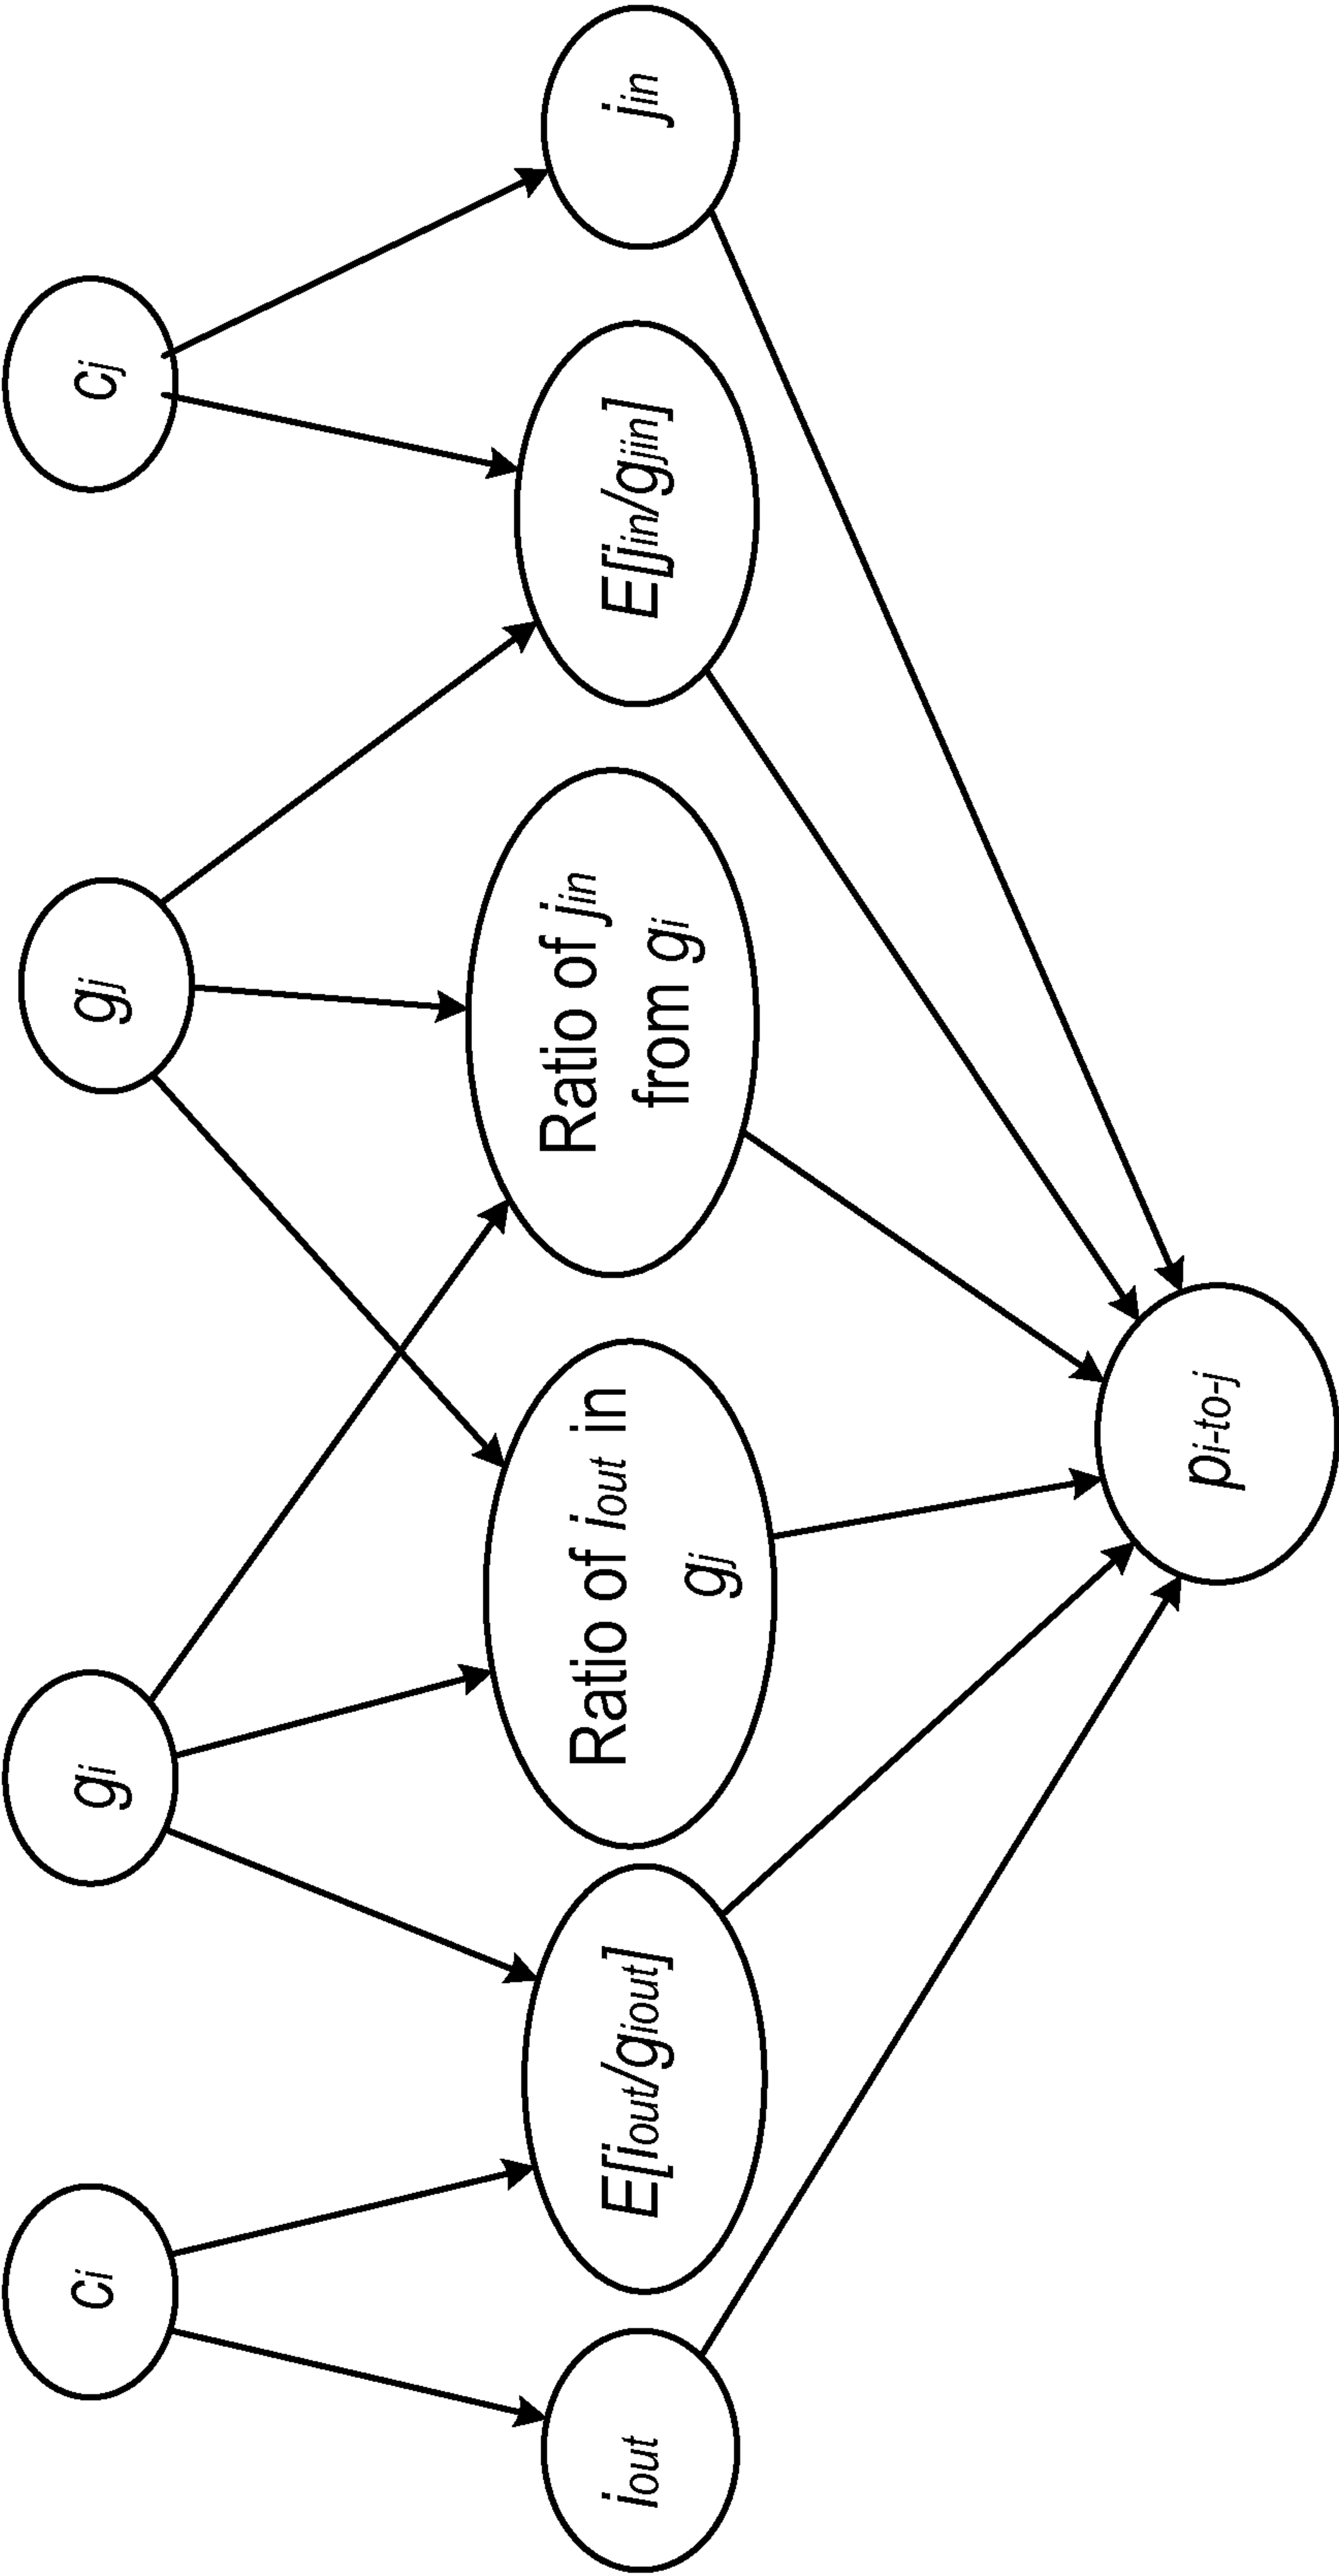 ci
gi
gj
cj
iout
E[iout/giout]
Ratio of iout in
gj
Ratio of jin
from gi
E[jin/gjin]
jin
pi-to-j